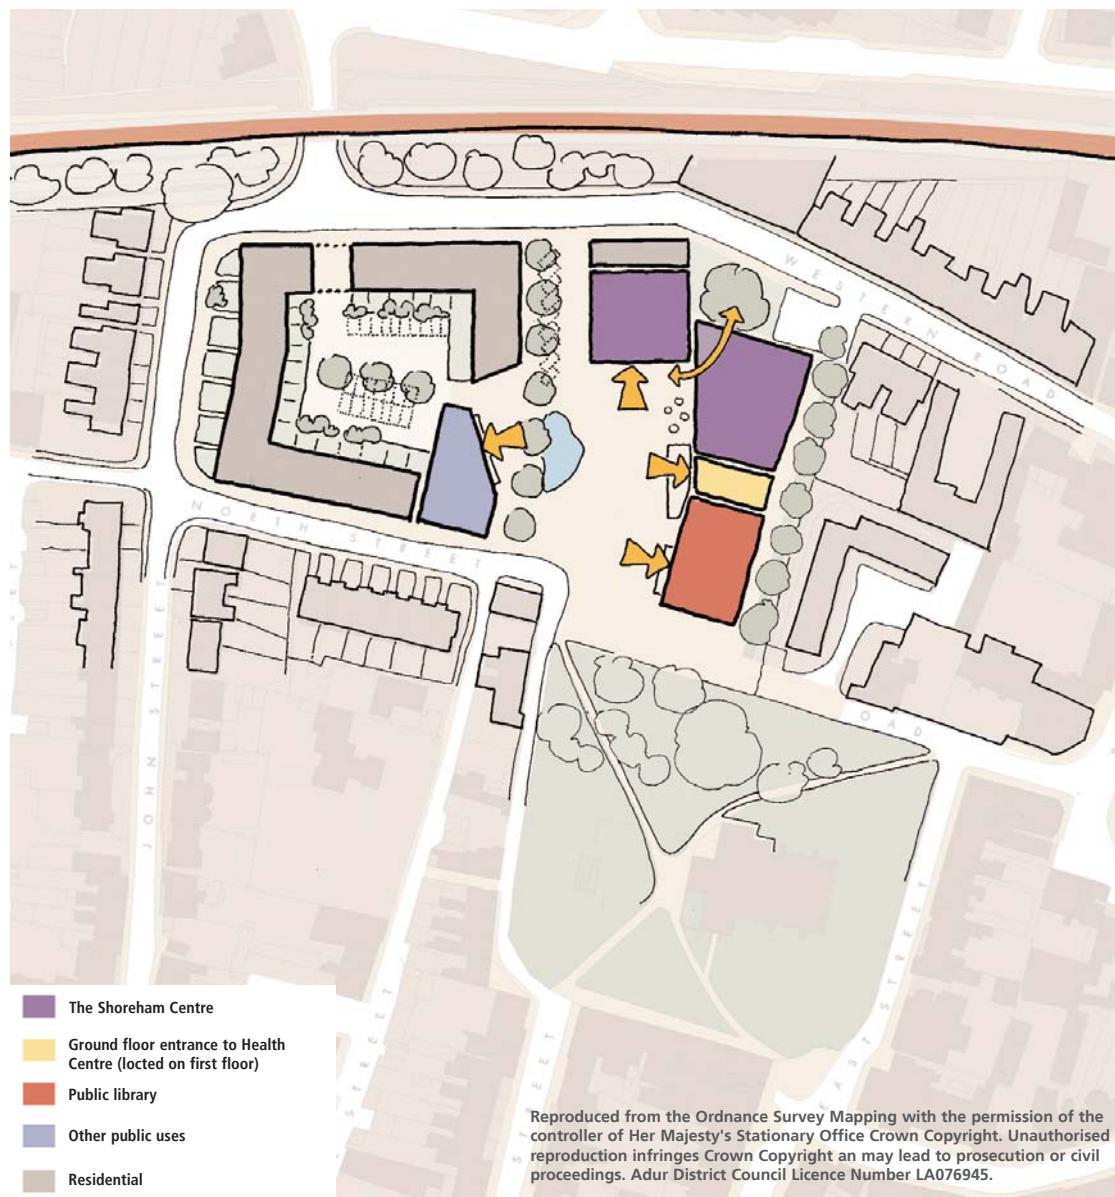 WESTERN ROAD
NORTH STREET
JOHN STREET
OAD
EAST STREET
STREET
STREET
The Shoreham Centre
Ground floor entrance to Health
Centre (locted on first floor)
Public library
Other public uses
Residential
Reproduced from the Ordnance Survey Mapping with the permission of the
controller of Her Majesty's Stationary Office Crown Copyright. Unauthorised
reproduction infringes Crown Copyright an may lead to prosecution or civil
proceedings. Adur District Council Licence Number LA076945.